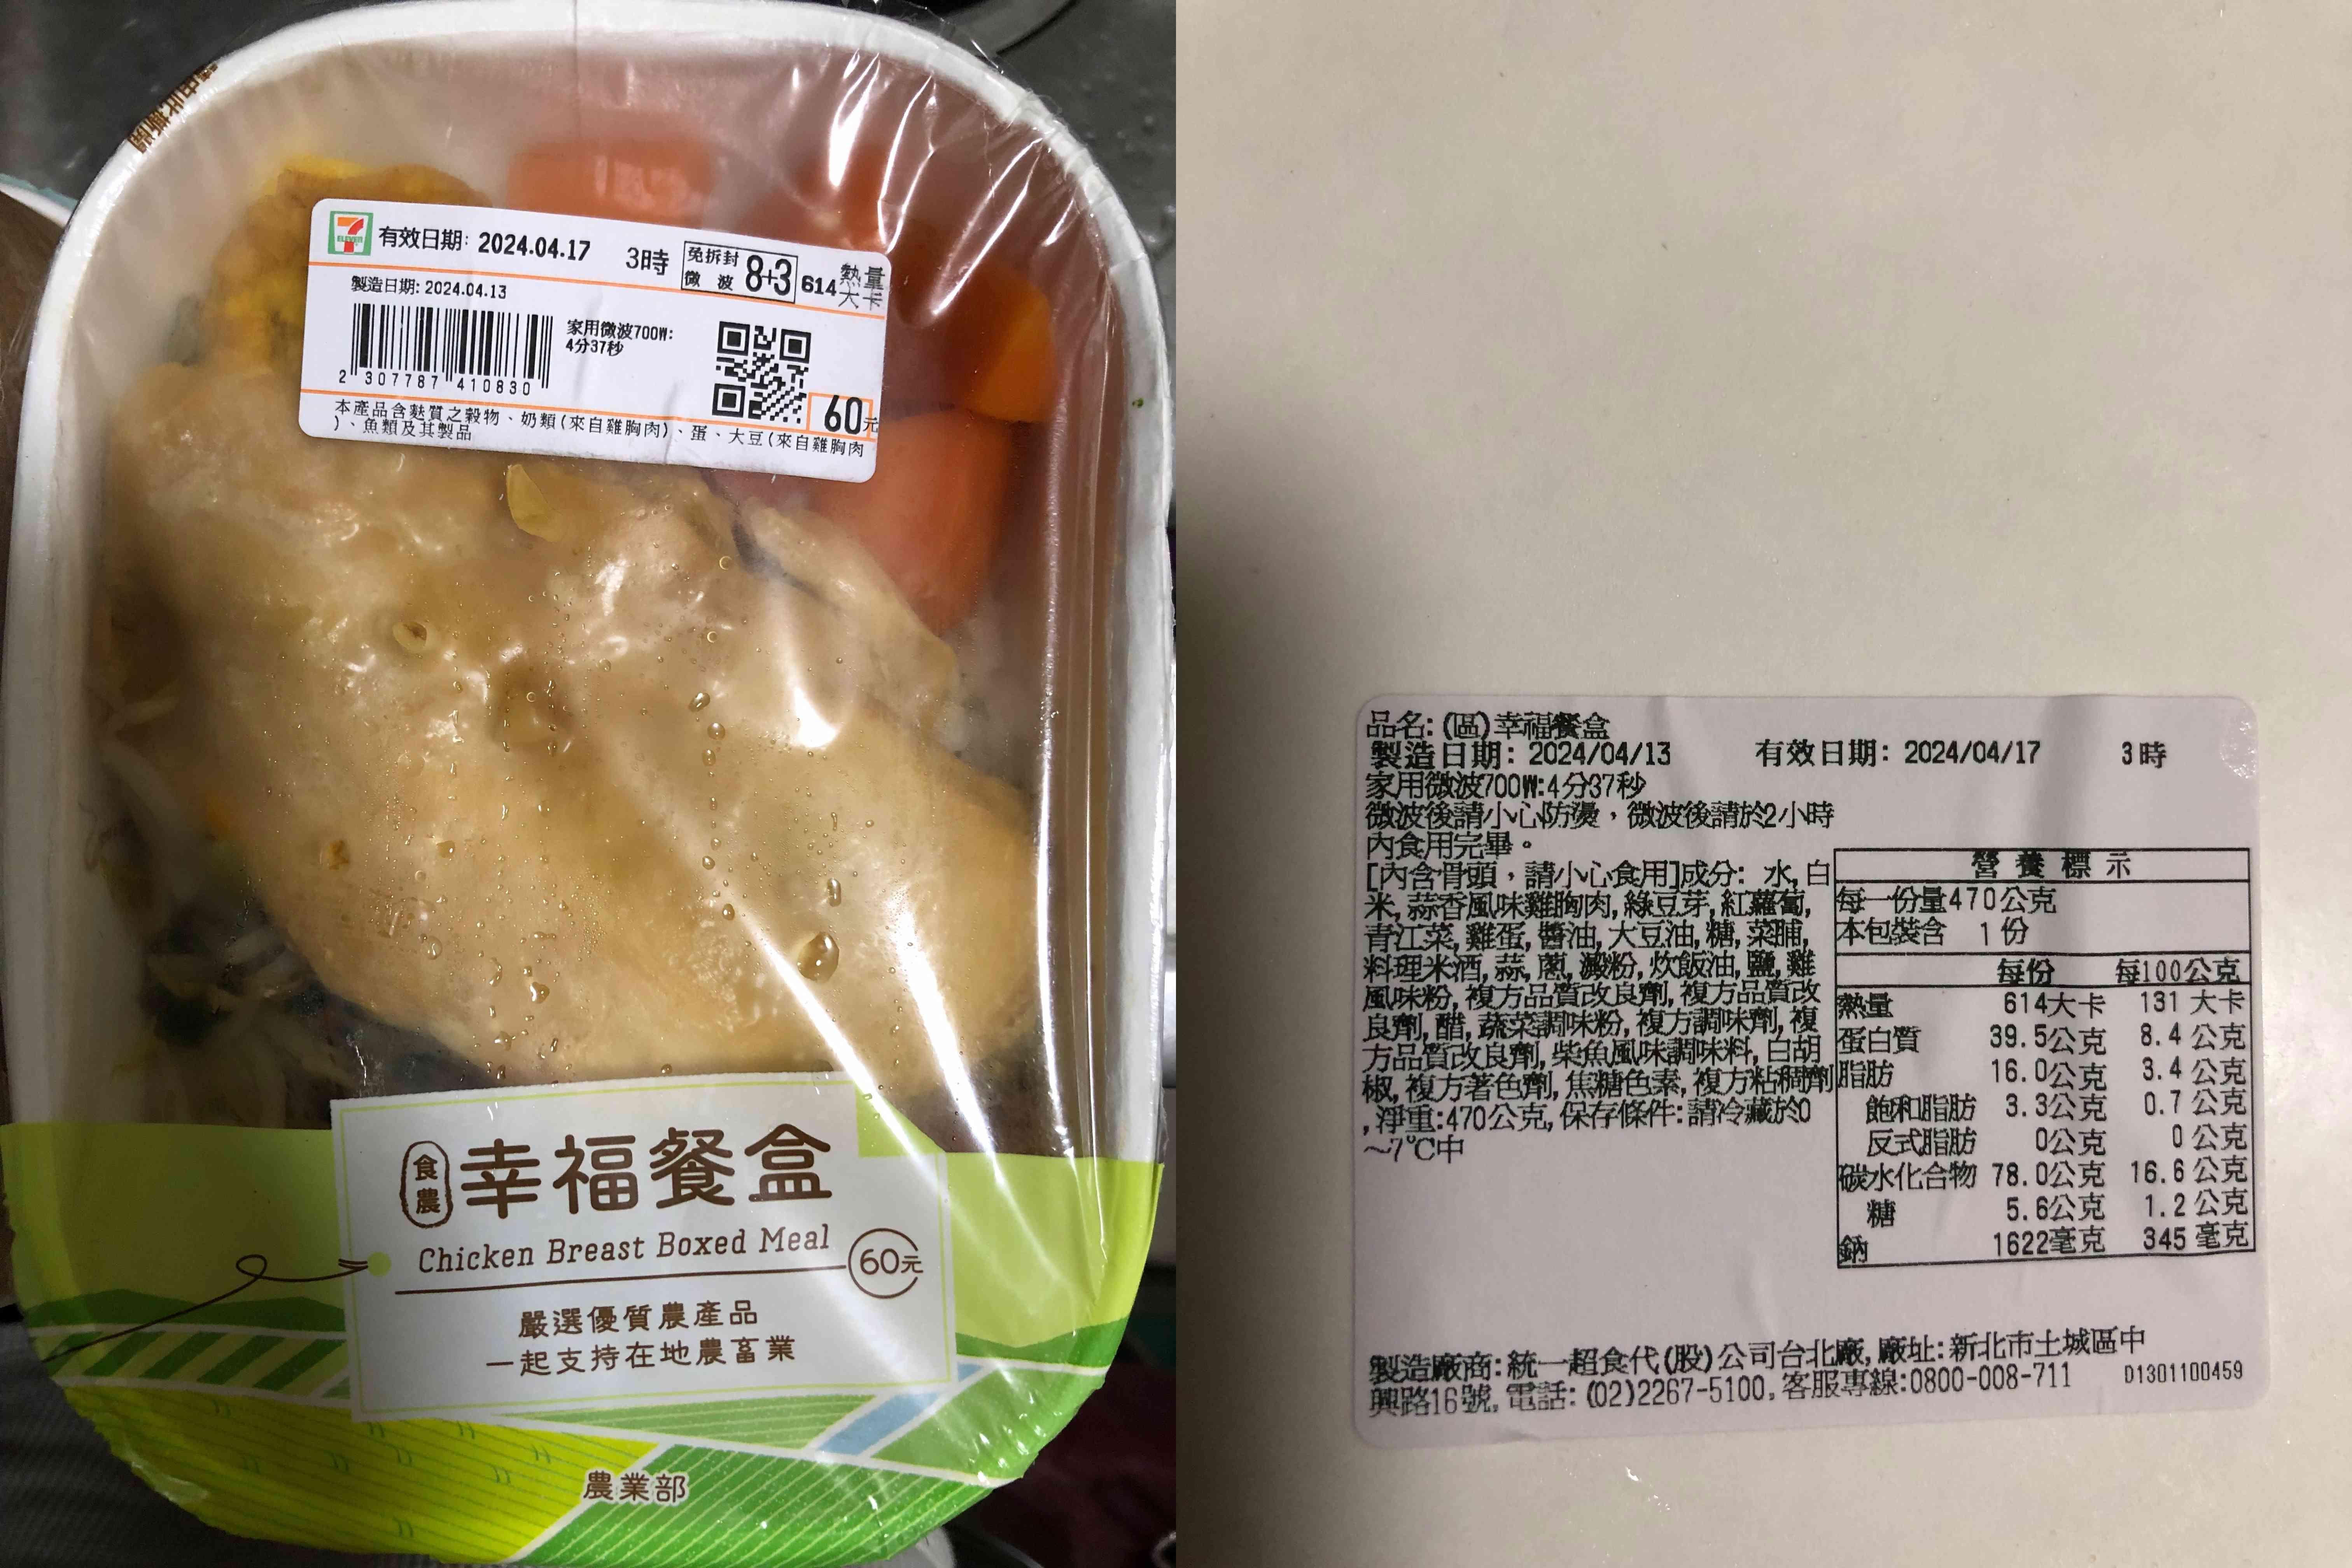 由此撕開
7
ELEVEN
有效日期: 2024.04.17 3時
免拆封
微 波
8+3
614
熱量
大卡
製造日期: 2024.04.13
家用微波700W:
4分37秒
2 307787 410830
60元
本產品含麩質之穀物、奶類(來自雞胸肉)、蛋、大豆(來自雞胸肉
)、魚類及其製品
食農
幸福餐盒
Chicken Breast Boxed Meal
60元
嚴選優質農產品
一起支持在地農畜業
農業部
品名: (區)幸福餐盒
製造日期: 2024/04/13 有效日期: 2024/04/17 3時
家用微波700W:4分37秒
微波後請小心防燙，微波後請於2小時
內食用完畢。
[內含骨頭，請小心食用]成分: 水, 白
米, 蒜香風味雞胸肉, 綠豆芽, 紅蘿蔔,
青江菜, 雞蛋, 醬油, 大豆油, 糖, 菜脯,
料理米酒, 蒜, 蔥, 澱粉, 炊飯油, 鹽, 雞
風味粉, 複方品質改良劑, 複方品質改
良劑, 醋, 蔬菜調味粉, 複方調味劑, 複
方品質改良劑, 柴魚風味調味料, 白胡
椒, 複方著色劑, 焦糖色素, 複方粘稠劑
, 淨重:470公克, 保存條件: 請冷藏於0
～7℃中
營養標示
每一份量470公克
本包裝含 1 份
每份 每100公克
熱量 614大卡 131 大卡
蛋白質 39.5公克 8.4 公克
脂肪 16.0公克 3.4 公克
飽和脂肪 3.3公克 0.7 公克
反式脂肪 0公克 0 公克
碳水化合物 78.0公克 16.6 公克
糖 5.6公克 1.2 公克
鈉 1622毫克 345 毫克
製造廠商: 統一超食代(股)公司台北廠, 廠址: 新北市土城區中
興路16號, 電話: (02)2267-5100, 客服專線:0800-008-711 D1301100459